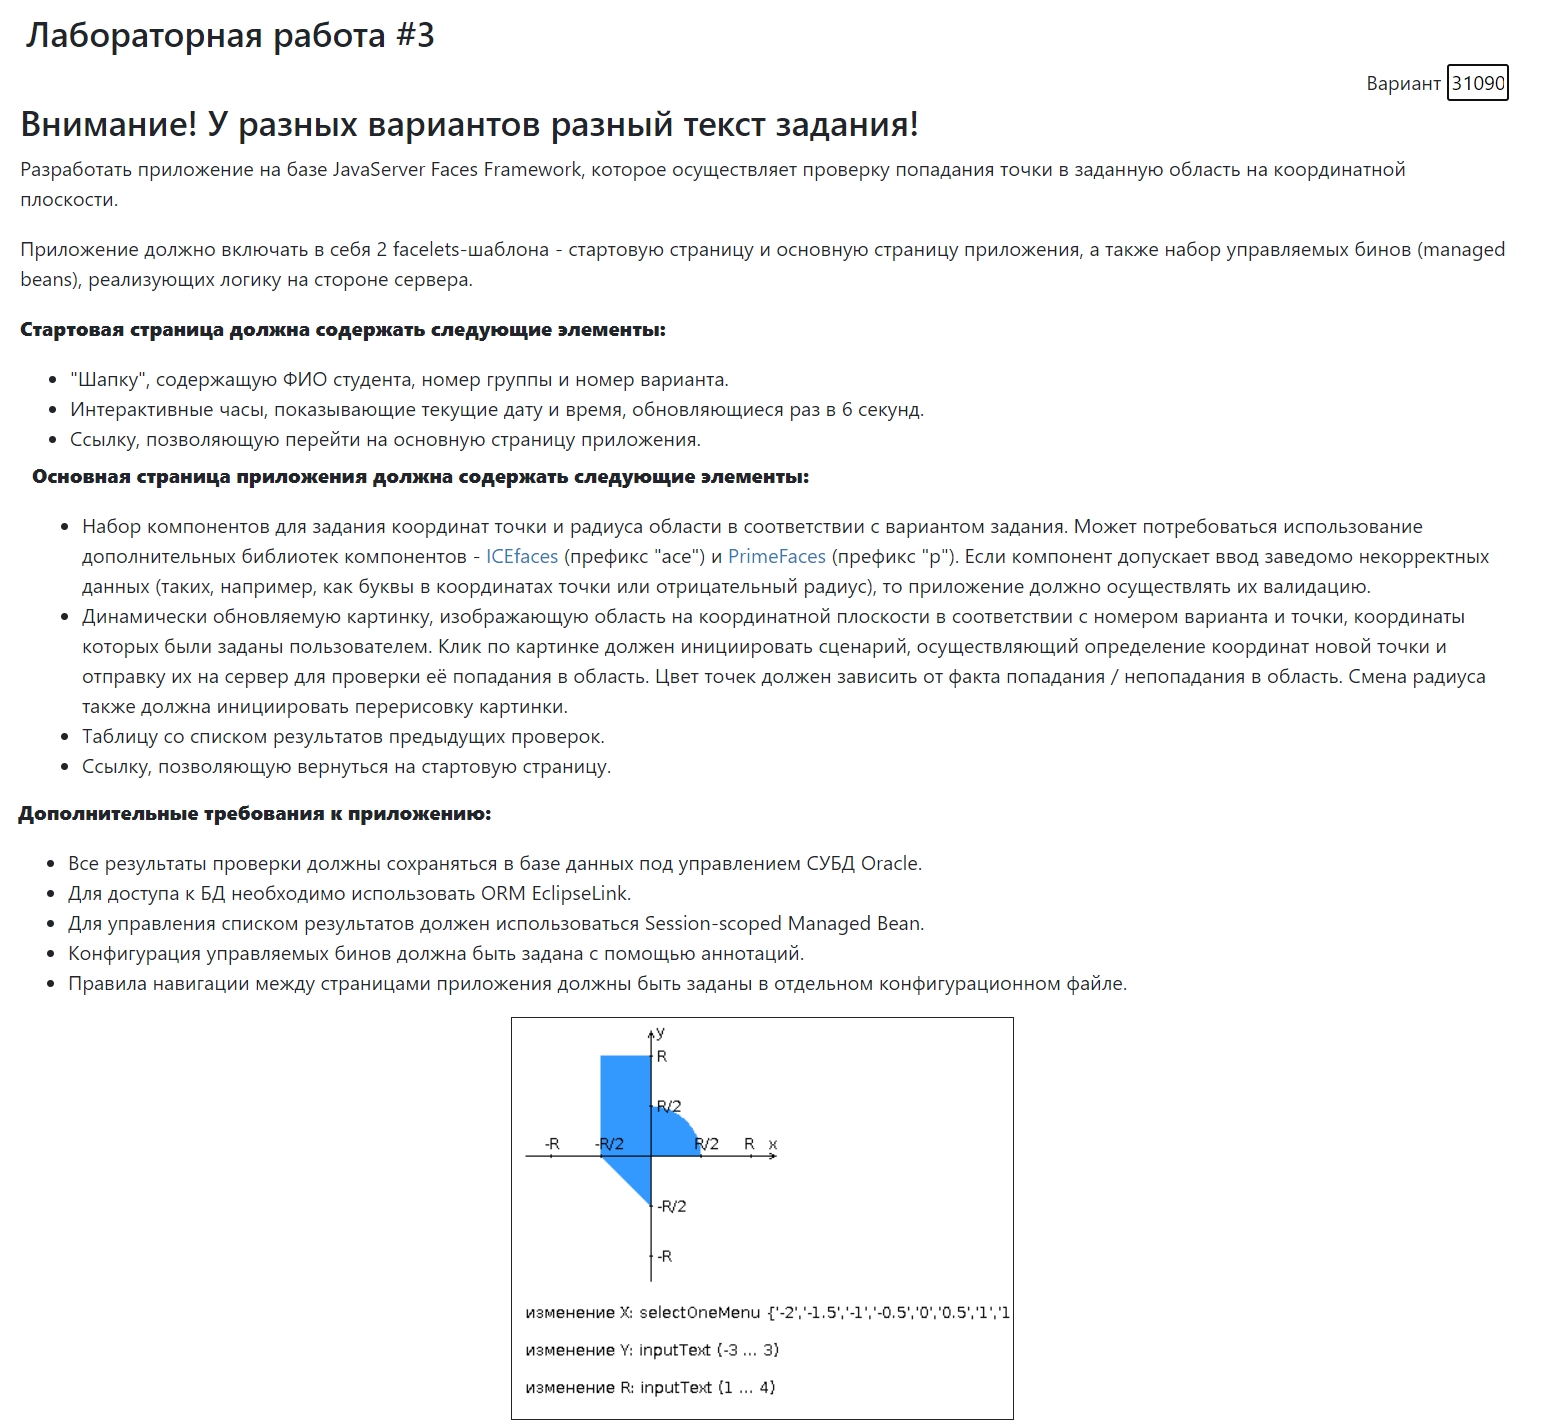 Лабораторная работа #3
Вариант 31090
Внимание! У разных вариантов разный текст задания!
Разработать приложение на базе JavaServer Faces Framework, которое осуществляет проверку попадания точки в заданную область на координатной
плоскости.
Приложение должно включать в себя 2 facelets-шаблона - стартовую страницу и основную страницу приложения, а также набор управляемых бинов (managed
beans), реализующих логику на стороне сервера.
Стартовая страница должна содержать следующие элементы:
"Шапку", содержащую ФИО студента, номер группы и номер варианта.
Интерактивные часы, показывающие текущие дату и время, обновляющиеся раз в 6 секунд.
Ссылку, позволяющую перейти на основную страницу приложения.
Основная страница приложения должна содержать следующие элементы:
Набор компонентов для задания координат точки и радиуса области в соответствии с вариантом задания. Может потребоваться использование
дополнительных библиотек компонентов - ICEfaces (префикс "ace") и PrimeFaces (префикс "p"). Если компонент допускает ввод заведомо некорректных
данных (таких, например, как буквы в координатах точки или отрицательный радиус), то приложение должно осуществлять их валидацию.
Динамически обновляемую картинку, изображающую область на координатной плоскости в соответствии с номером варианта и точки, координаты
которых были заданы пользователем. Клик по картинке должен инициировать сценарий, осуществляющий определение координат новой точки и
отправку их на сервер для проверки её попадания в область. Цвет точек должен зависить от факта попадания / непопадания в область. Смена радиуса
также должна инициировать перерисовку картинки.
Таблицу со списком результатов предыдущих проверок.
Ссылку, позволяющую вернуться на стартовую страницу.
Дополнительные требования к приложению:
Все результаты проверки должны сохраняться в базе данных под управлением СУБД Oracle.
Для доступа к БД необходимо использовать ORM EclipseLink.
Для управления списком результатов должен использоваться Session-scoped Managed Bean.
Конфигурация управляемых бинов должна быть задана с помощью аннотаций.
Правила навигации между страницами приложения должны быть заданы в отдельном конфигурационном файле.
y
R
R/2
-R -R/2 R/2 R x
-R/2
-R
изменение X: selectOneMenu {'-2','-1.5','-1','-0.5','0','0.5','1','1
изменение Y: inputText (-3 ... 3)
изменение R: inputText (1 ... 4)